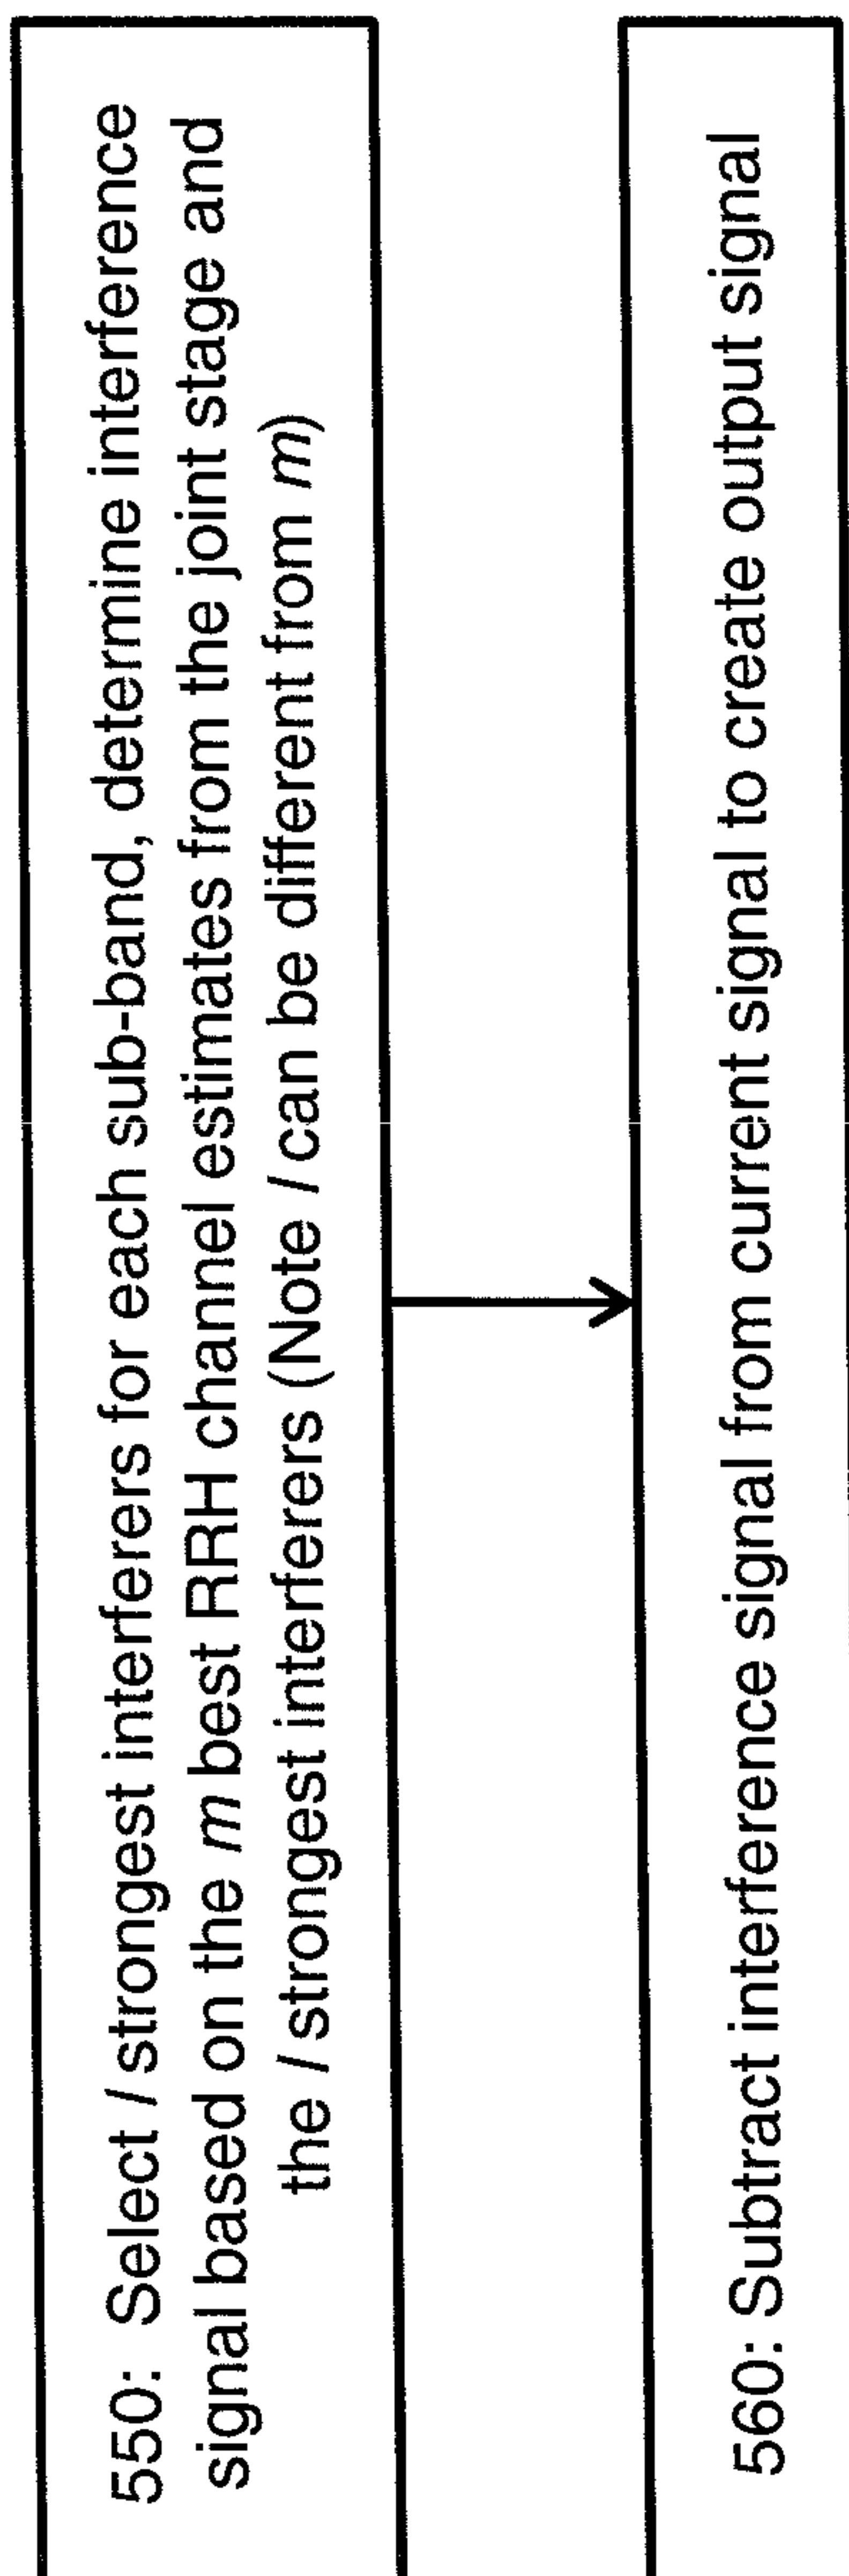 550: Select l strongest interferers for each sub-band, determine interference
signal based on the m best RRH channel estimates from the joint stage and
the l strongest interferers (Note l can be different from m)
560: Subtract interference signal from current signal to create output signal